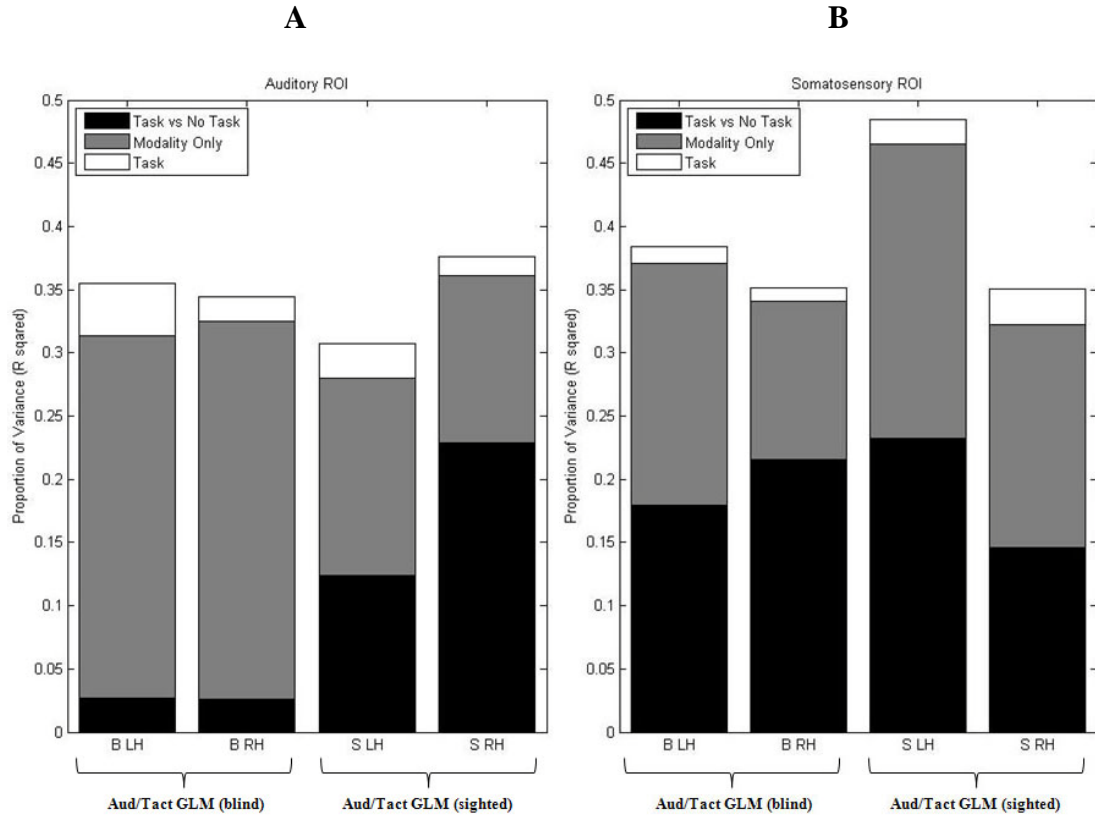 A
Auditory ROI
Proportion of Variance (R sqared)
0.5
0.45
0.4
0.35
0.3
0.25
0.2
0.15
0.1
0.05
0
Task vs No Task
Modality Only
Task
B LH
B RH
S LH
S RH
Aud/Tact GLM (blind)
Aud/Tact GLM (sighted)
B
Somatosensory ROI
Proportion of Variance (R sqared)
0.5
0.45
0.4
0.35
0.3
0.25
0.2
0.15
0.1
0.05
0
Task vs No Task
Modality Only
Task
B LH
B RH
S LH
S RH
Aud/Tact GLM (blind)
Aud/Tact GLM (sighted)